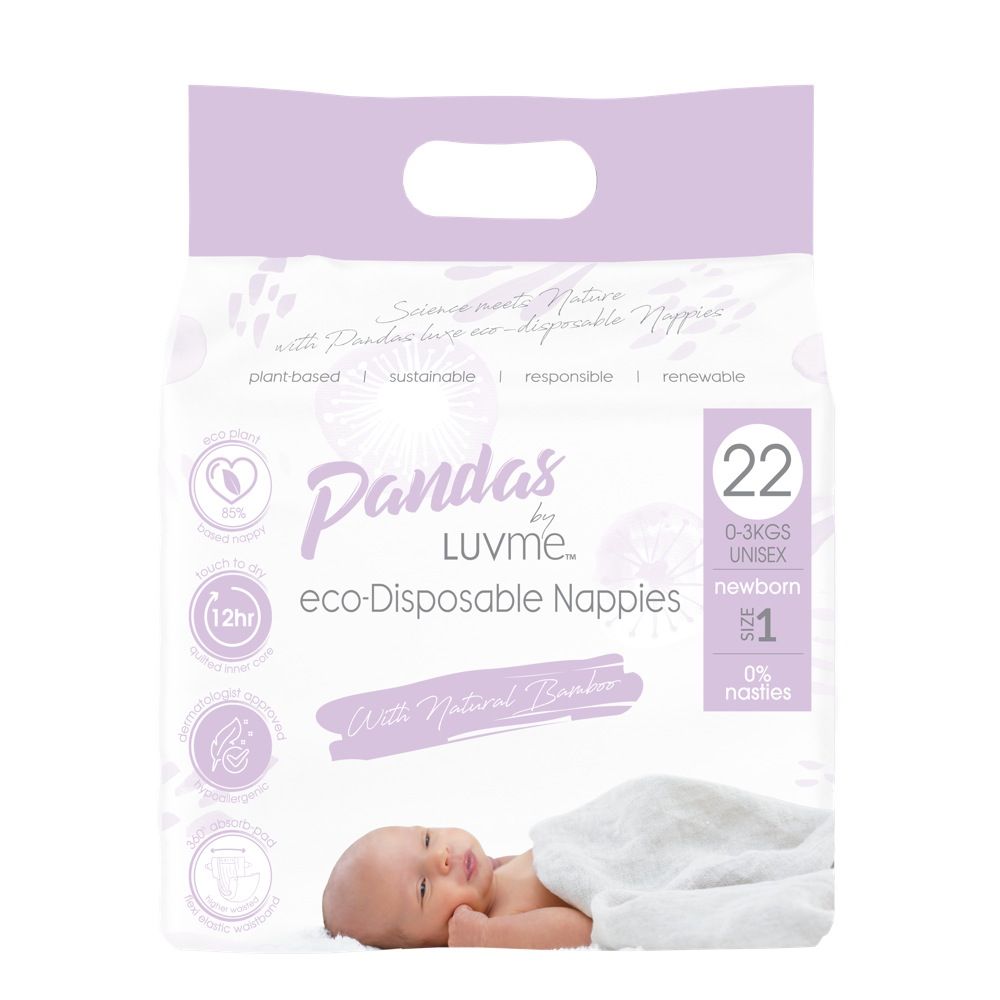 Science meets Nature
with Pandas luxe eco-disposable Nappies
plant-based | sustainable | responsible | renewable
eco plant
85%
based nappy
touch to dry
12hr
quilted inner core
dermatologist approved
hypoallergenic
360° absorb-pad
higher waisted
flexi elastic waistband
Pandas
by
LUVme™
eco-Disposable Nappies
With Natural Bamboo
22
0-3KGS
UNISEX
newborn
SIZE 1
0%
nasties